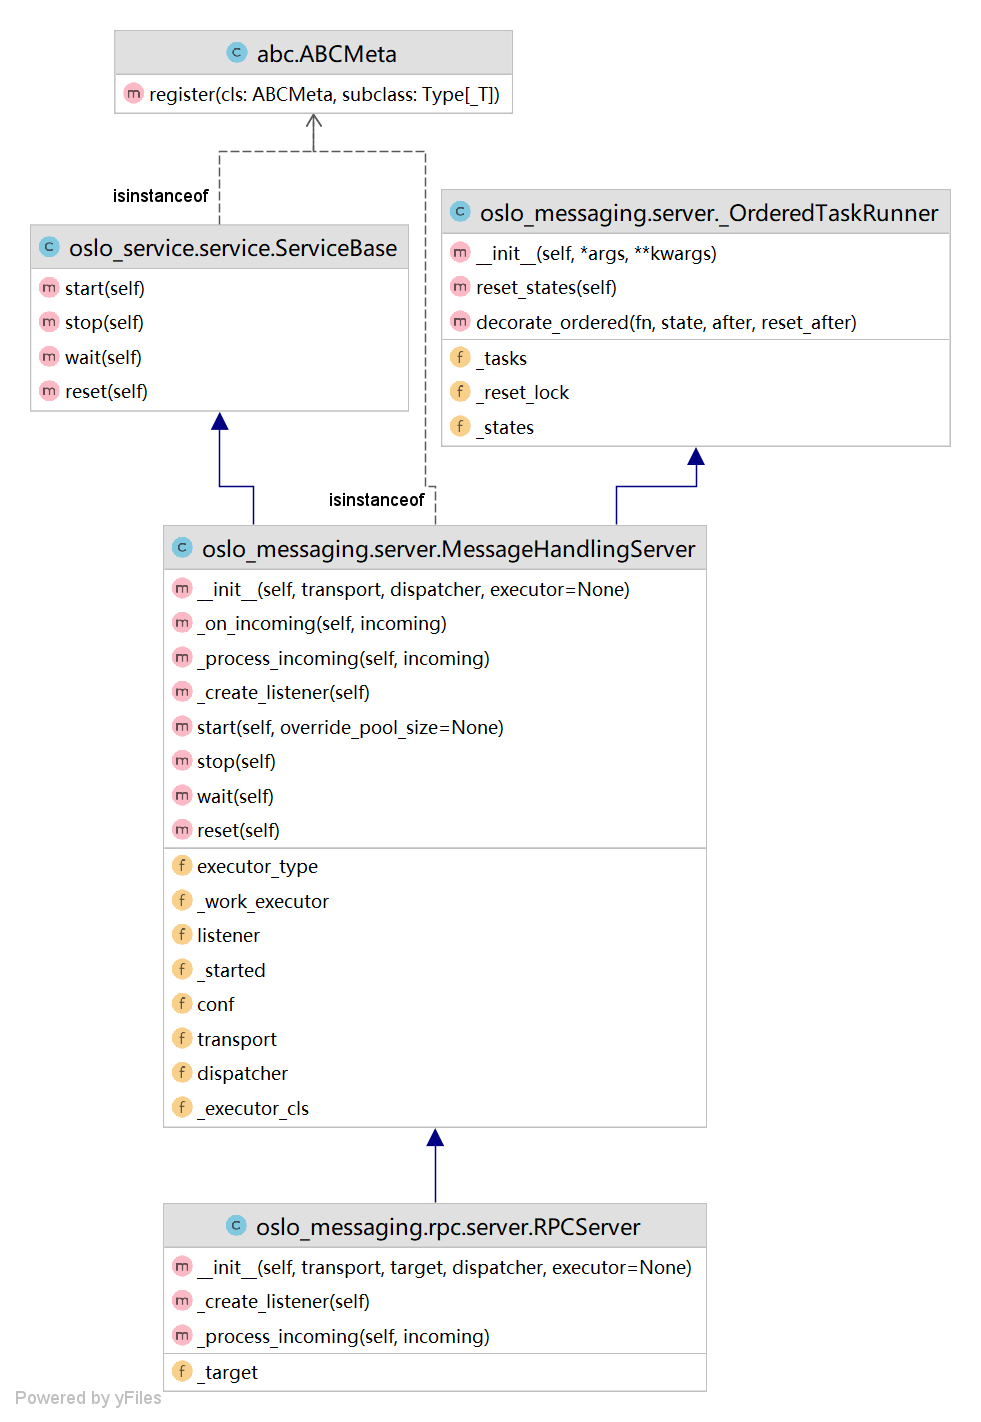 abc.ABCMeta
register(cls: ABCMeta, subclass: Type[_T])
isinstanceof
oslo_service.service.ServiceBase
start(self)
stop(self)
wait(self)
reset(self)
oslo_messaging.server._OrderedTaskRunner
__init__(self, *args, **kwargs)
reset_states(self)
decorate_ordered(fn, state, after, reset_after)
_tasks
_reset_lock
_states
isinstanceof
oslo_messaging.server.MessageHandlingServer
__init__(self, transport, dispatcher, executor=None)
_on_incoming(self, incoming)
_process_incoming(self, incoming)
_create_listener(self)
start(self, override_pool_size=None)
stop(self)
wait(self)
reset(self)
executor_type
_work_executor
listener
_started
conf
transport
dispatcher
_executor_cls
oslo_messaging.rpc.server.RPCServer
__init__(self, transport, target, dispatcher, executor=None)
_create_listener(self)
_process_incoming(self, incoming)
_target
Powered by yFiles